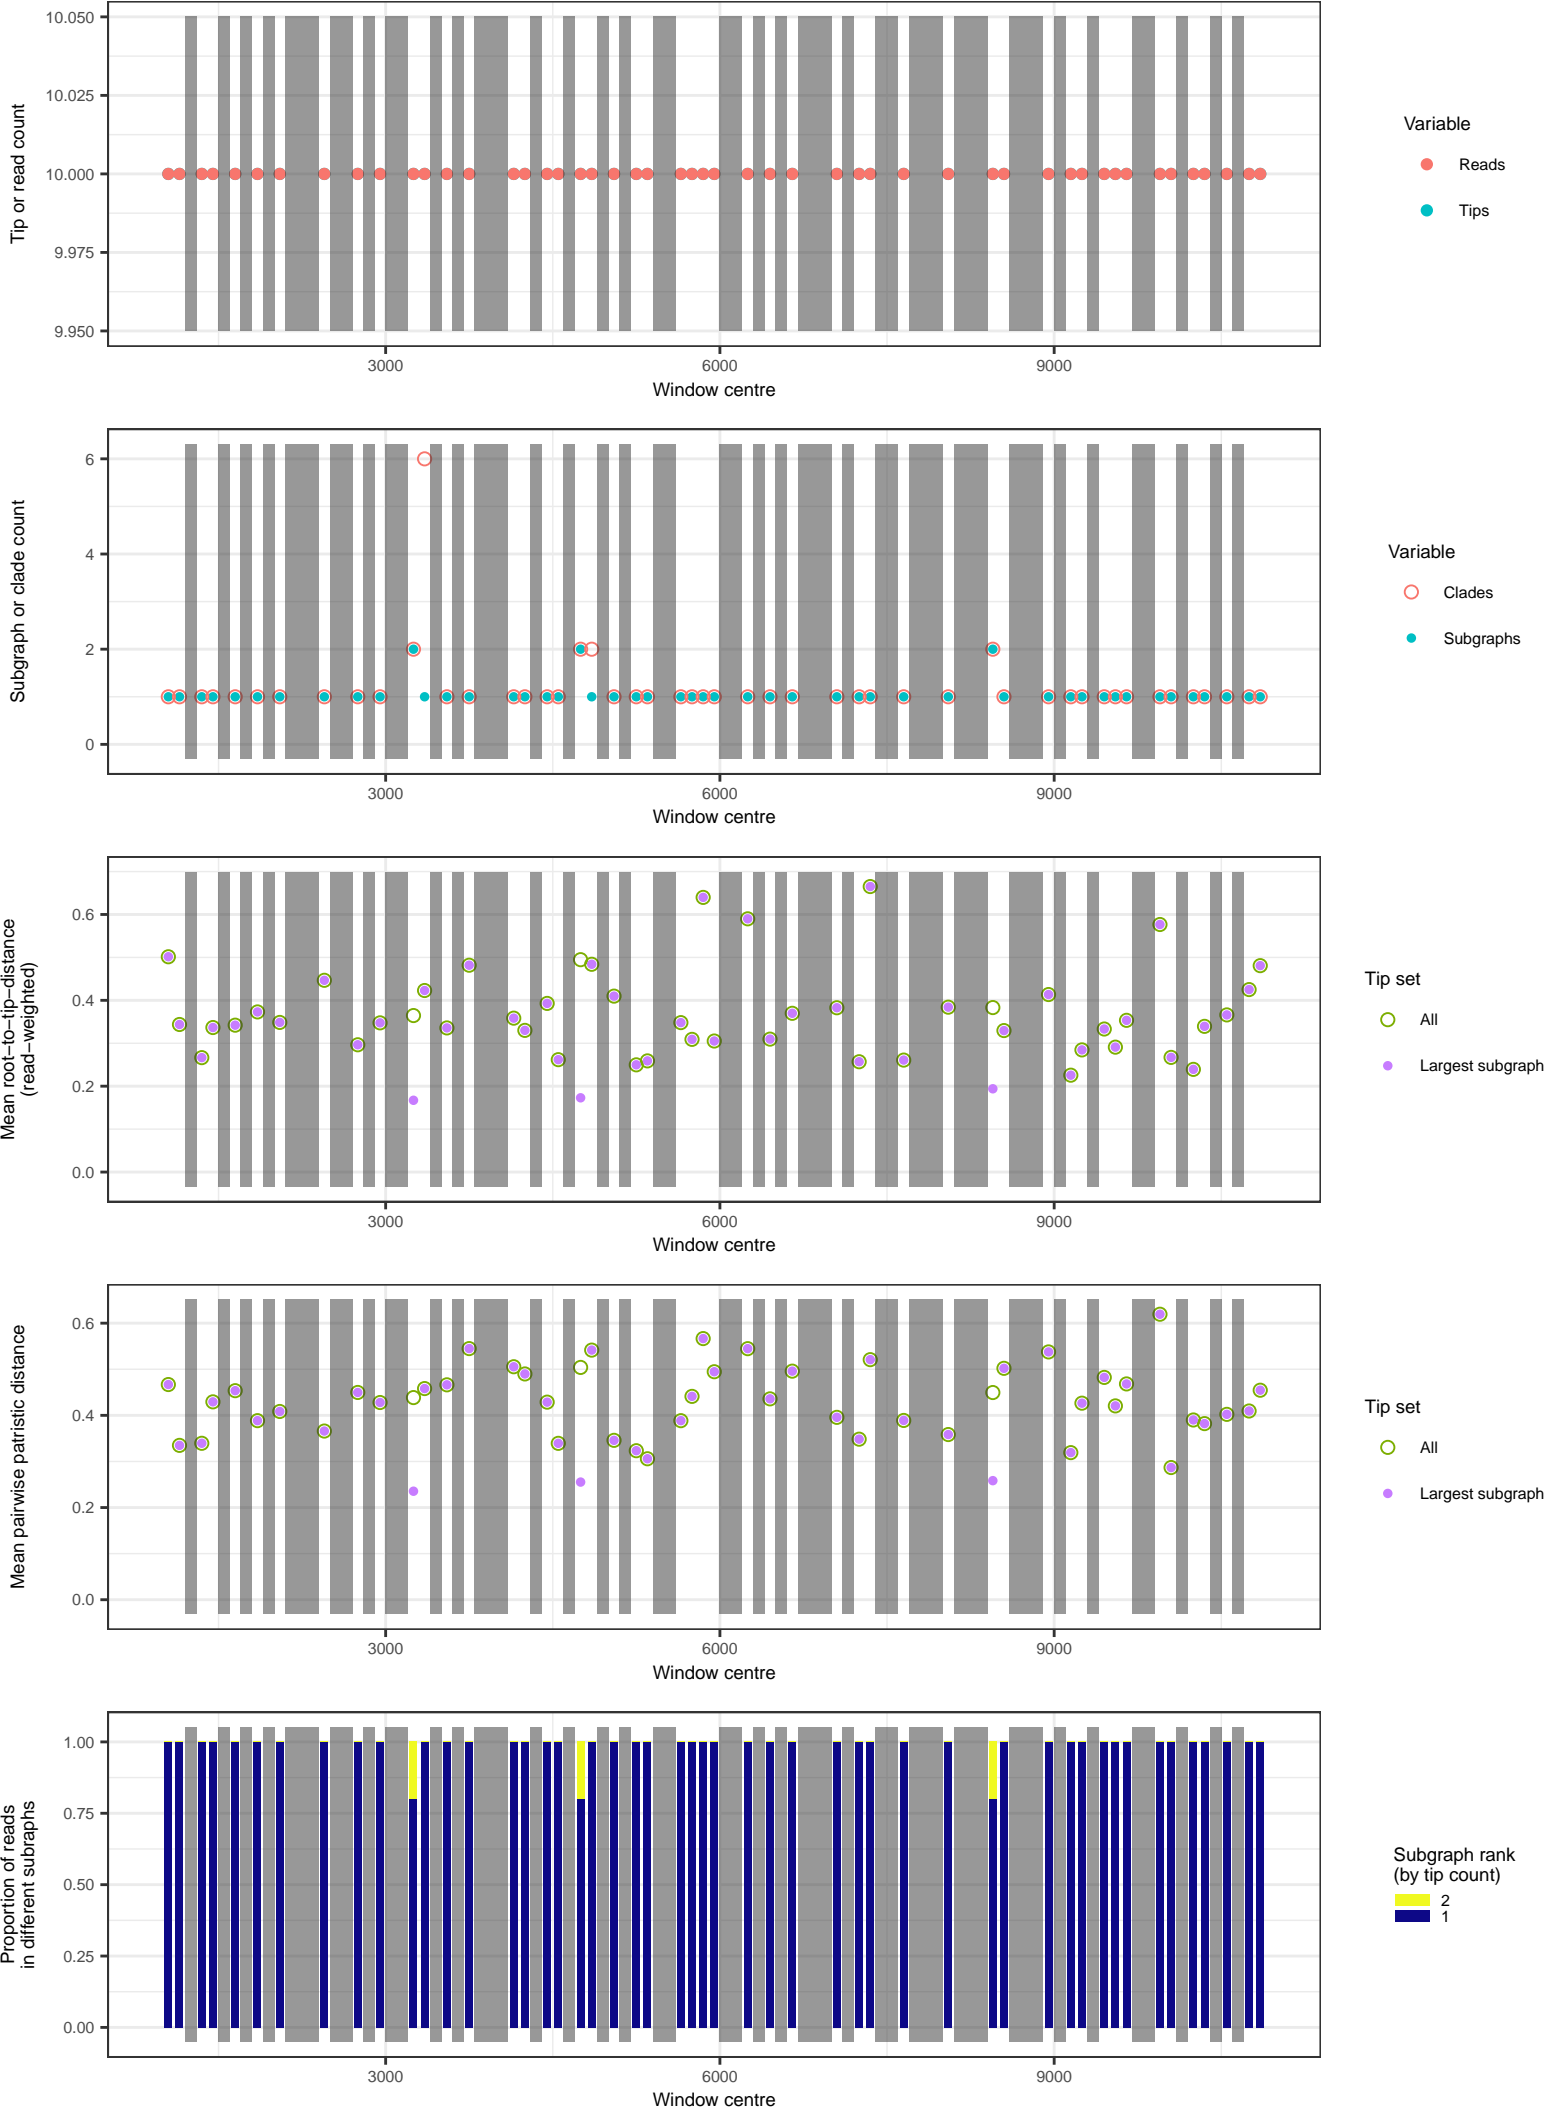 10.050
10.025
10.000
9.975
9.950
Tip or read count
3000
6000
9000
Window centre
Variable
Reads
Tips
6
4
2
0
Subgraph or clade count
3000
6000
9000
Window centre
Variable
Clades
Subgraphs
0.6
0.4
0.2
0.0
Mean root−to−tip−distance
(read−weighted)
3000
6000
9000
Window centre
Tip set
All
Largest subgraph
0.6
0.4
0.2
0.0
Mean pairwise patristic distance
3000
6000
9000
Window centre
Tip set
All
Largest subgraph
1.00
0.75
0.50
0.25
0.00
Proportion of reads
in different subraphs
3000
6000
9000
Window centre
Subgraph rank
(by tip count)
2
1